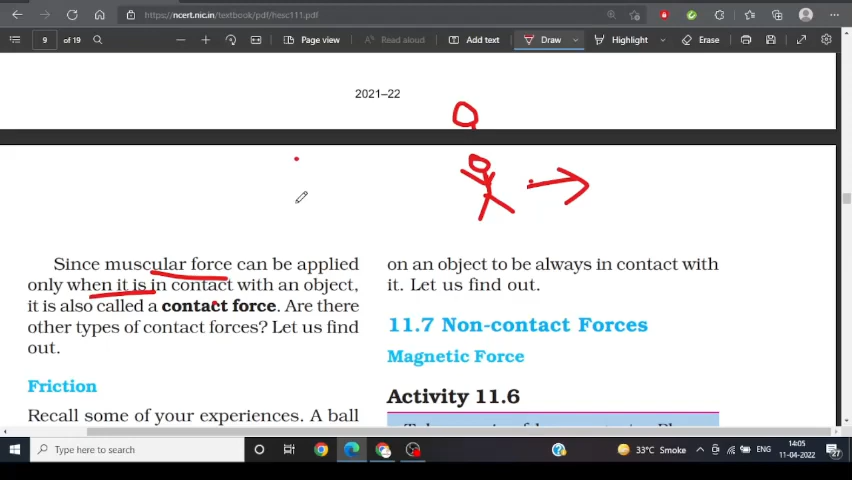 https://ncert.nic.in/textbook/pdf/hesc111.pdf
9 of 19
Page view
Read aloud
Add text
Draw
Highlight
Erase
2021–22
Since muscular force can be applied
only when it is in contact with an object,
it is also called a contact force. Are there
other types of contact forces? Let us find
out.
Friction
Recall some of your experiences. A ball
on an object to be always in contact with
it. Let us find out.
11.7 Non-contact Forces
Magnetic Force
Activity 11.6
Type here to search
33°C Smoke
ENG
14:05
11-04-2022
27